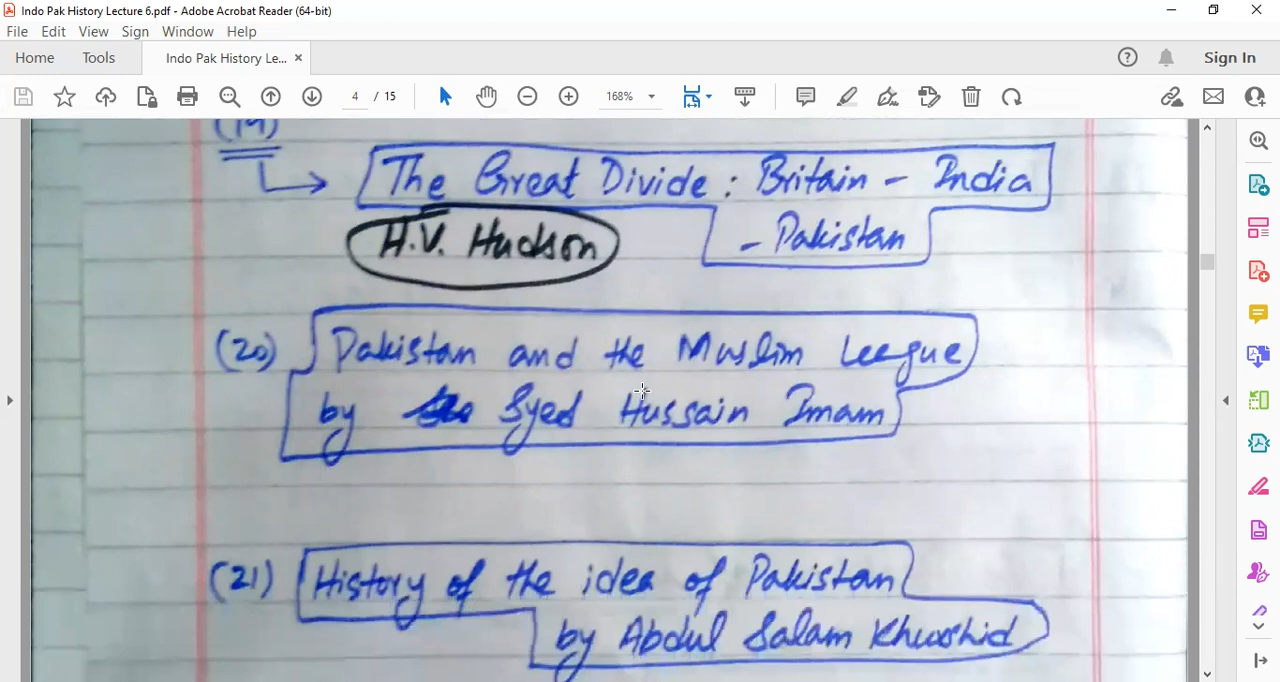 Indo Pak History Lecture 6.pdf - Adobe Acrobat Reader (64-bit)
File Edit View Sign Window Help
Home Tools Indo Pak History Le... × Sign In
4 / 15 168%
(19)
The Great Divide : Britain - India
- Pakistan
H.V. Hudson
(20) Pakistan and the Muslim League
by Syed Hussain Imam
(21) History of the idea of Pakistan
by Abdul Salam Khurshid